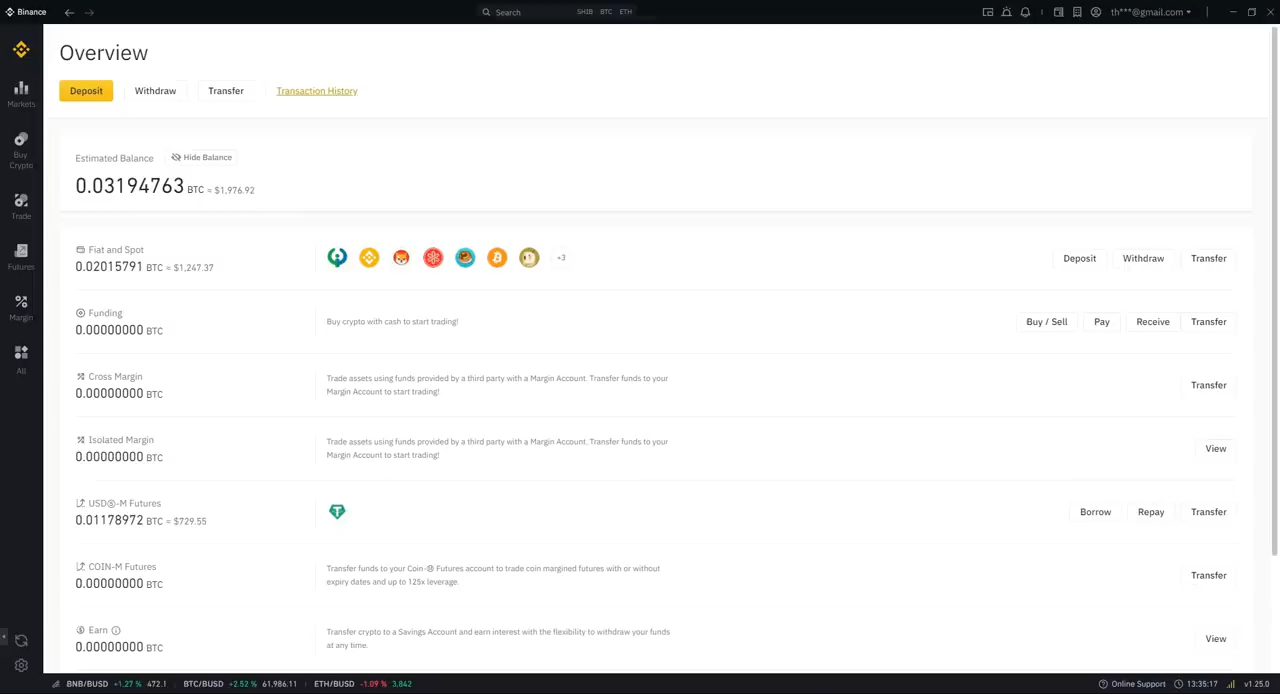 Binance
Search SHIB BTC ETH
th***@gmail.com
Overview
Deposit Withdraw Transfer Transaction History
Markets
Buy
Crypto
Trade
Futures
Margin
All
Estimated Balance Hide Balance
0.03194763 BTC ≈ $1,976.92
Fiat and Spot
0.02015791 BTC ≈ $1,247.37
+3
Deposit Withdraw Transfer
Funding
0.00000000 BTC
Buy crypto with cash to start trading!
Buy / Sell Pay Receive Transfer
Cross Margin
0.00000000 BTC
Trade assets using funds provided by a third party with a Margin Account. Transfer funds to your
Margin Account to start trading!
Transfer
Isolated Margin
0.00000000 BTC
Trade assets using funds provided by a third party with a Margin Account. Transfer funds to your
Margin Account to start trading!
View
USDⓈ-M Futures
0.01178972 BTC ≈ $729.55
Borrow Repay Transfer
COIN-M Futures
0.00000000 BTC
Transfer funds to your Coin-Ⓜ Futures account to trade coin margined futures with or without
expiry dates and up to 125x leverage.
Transfer
Earn
0.00000000 BTC
Transfer crypto to a Savings Account and earn interest with the flexibility to withdraw your funds
at any time.
View
BNB/BUSD +1.27 % 472.1 BTC/BUSD +2.52 % 61,986.11 ETH/BUSD -1.09 % 3,842
Online Support 13:35:17 v1.25.0